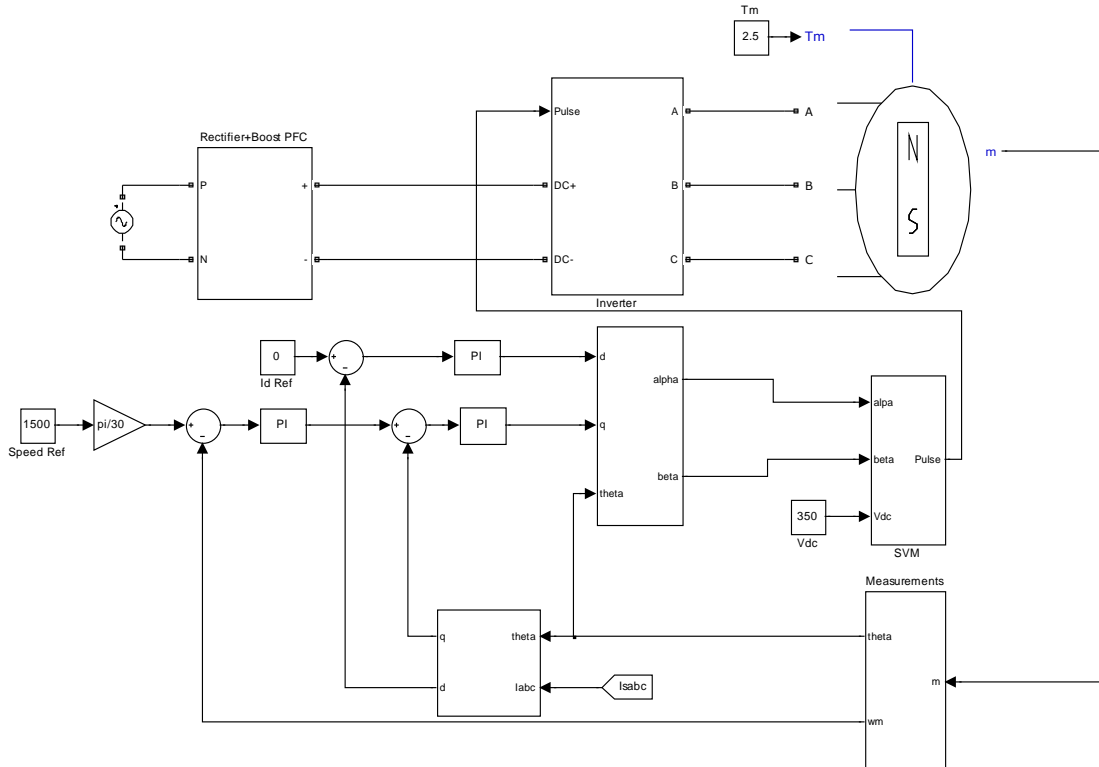 Tm
2.5
Tm
Pulse
A
A
Rectifier+Boost PFC
N
m
P
+
DC+
B
B
S
N
-
DC-
C
C
Inverter
0
Id Ref
+
-
PI
d
alpha
alpa
1500
Speed Ref
pi/30
+
-
PI
+
-
PI
q
beta
beta
Pulse
theta
350
Vdc
Vdc
SVM
Measurements
q
theta
theta
d
Iabc
Isabc
m
wm